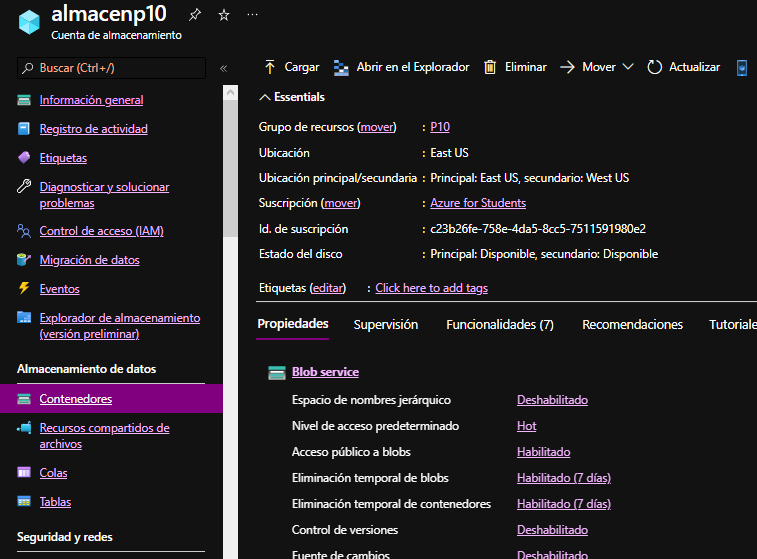 almacenp10
Cuenta de almacenamiento
Buscar (Ctrl+/)
Información general
Registro de actividad
Etiquetas
Diagnosticar y solucionar
problemas
Control de acceso (IAM)
Migración de datos
Eventos
Explorador de almacenamiento
(versión preliminar)
Almacenamiento de datos
Contenedores
Recursos compartidos de
archivos
Colas
Tablas
Seguridad y redes
Cargar Abrir en el Explorador Eliminar Mover Actualizar
Essentials
Grupo de recursos (mover) : P10
Ubicación : East US
Ubicación principal/secundaria : Principal: East US, secundario: West US
Suscripción (mover) : Azure for Students
Id. de suscripción : c23b26fe-758e-4da5-8cc5-7511591980e2
Estado del disco : Principal: Disponible, secundario: Disponible
Etiquetas (editar) : Click here to add tags
Propiedades Supervisión Funcionalidades (7) Recomendaciones Tutoriale
Blob service
Espacio de nombres jerárquico Deshabilitado
Nivel de acceso predeterminado Hot
Acceso público a blobs Habilitado
Eliminación temporal de blobs Habilitado (7 días)
Eliminación temporal de contenedores Habilitado (7 días)
Control de versiones Deshabilitado
Fuente de cambios Deshabilitado